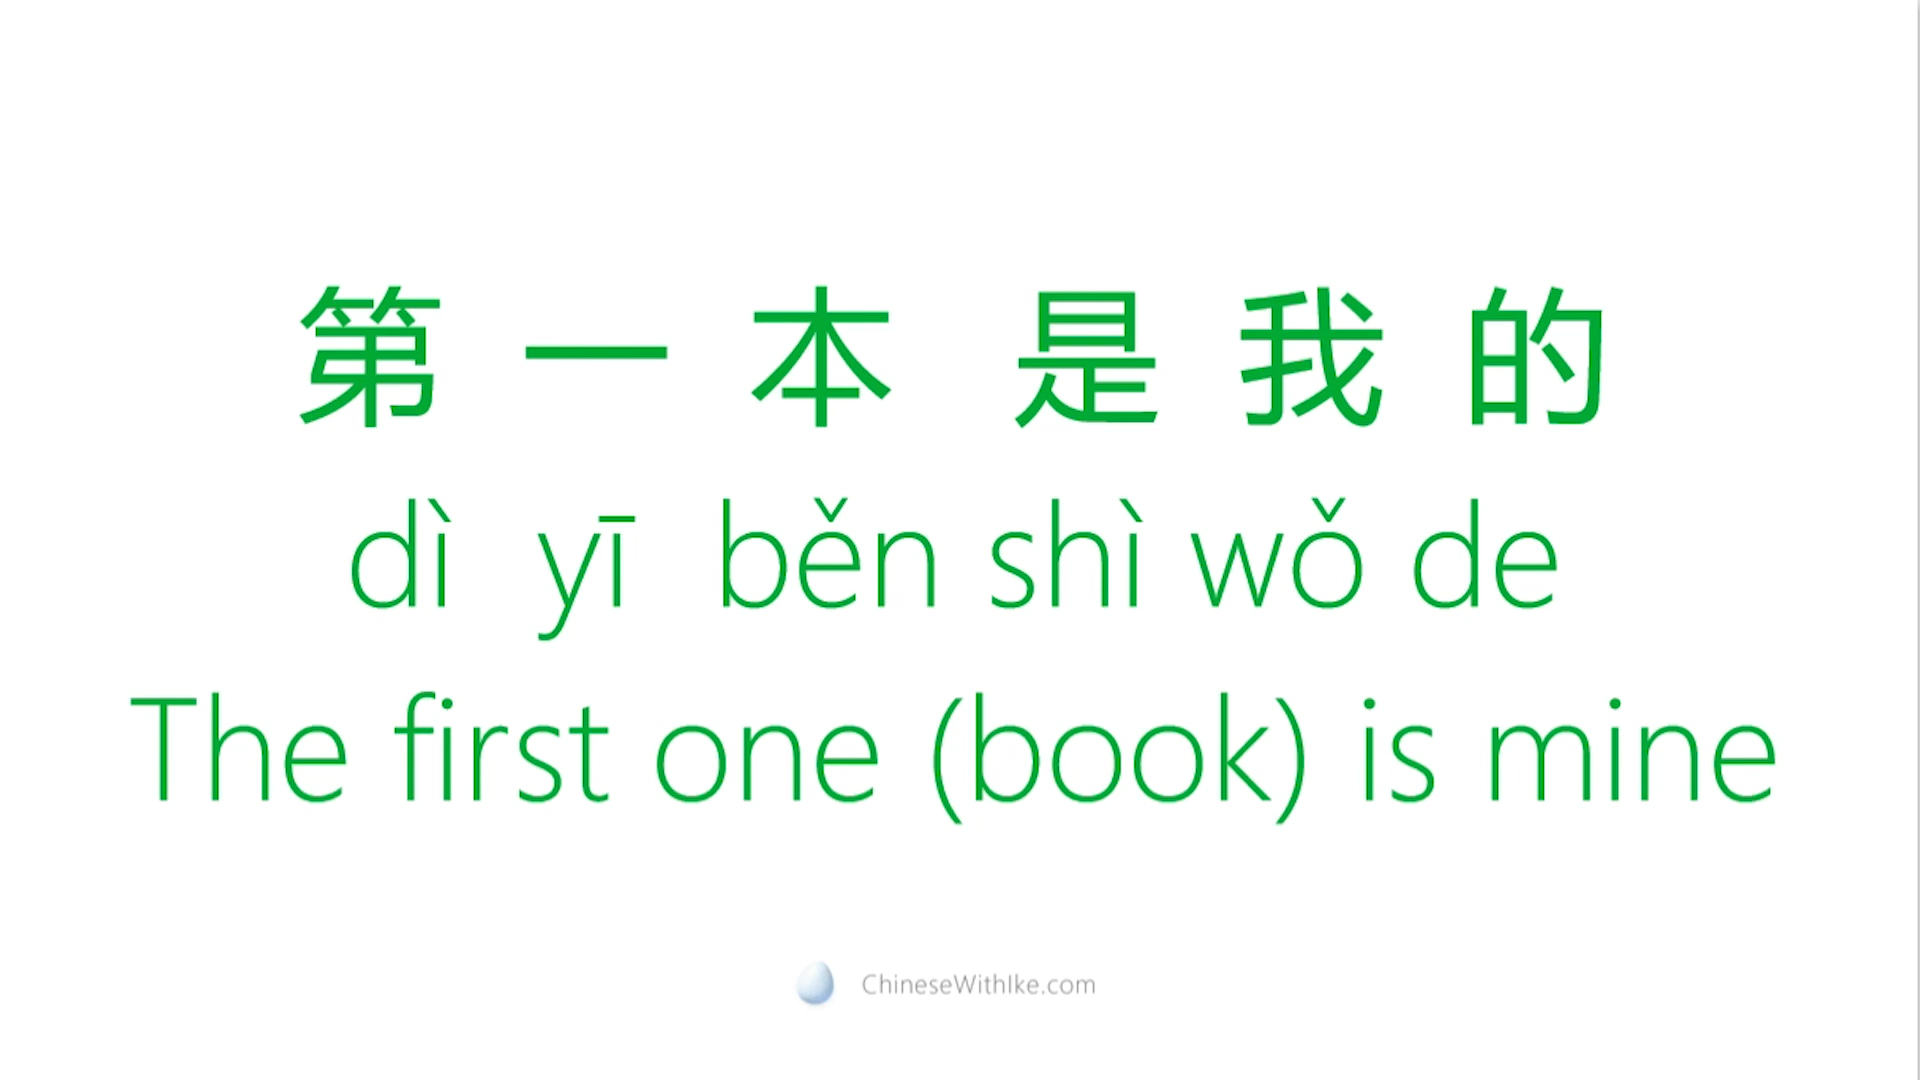 第 一 本 是 我 的
dì yī běn shì wǒ de
The first one (book) is mine
ChineseWithIke.com